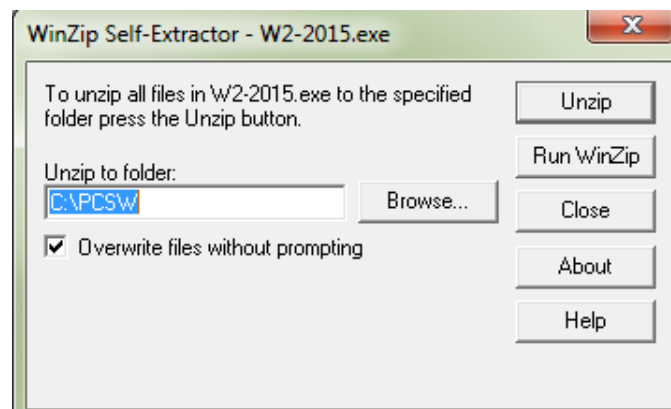 WinZip Self-Extractor - W2-2015.exe
To unzip all files in W2-2015.exe to the specified
folder press the Unzip button.
Unzip to folder:
C:\PCSW
Browse...
Overwrite files without prompting
Unzip
Run WinZip
Close
About
Help